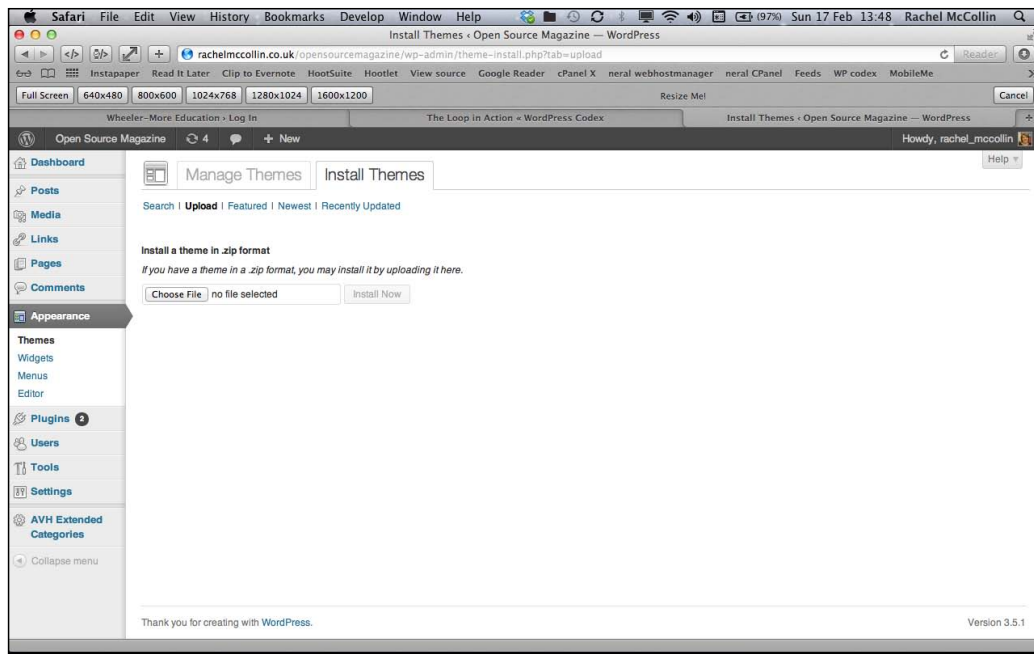 Safari File Edit View History Bookmarks Develop Window Help (97%) Sun 17 Feb 13:48 Rachel McCollin
Install Themes ‹ Open Source Magazine — WordPress
rachelmccollin.co.uk/opensourcemagazine/wp-admin/theme-install.php?tab=upload Reader
Instapaper Read It Later Clip to Evernote HootSuite Hootlet View source Google Reader cPanel X neral webhostmanager neral CPanel Feeds WP codex MobileMe
Full Screen 640x480 800x600 1024x768 1280x1024 1600x1200 Resize Me! Cancel
Wheeler-More Education › Log In The Loop in Action « WordPress Codex Install Themes ‹ Open Source Magazine — WordPress
Open Source Magazine 4 + New Howdy, rachel_mccollin
Help
Dashboard
Posts
Media
Links
Pages
Comments
Appearance
Themes
Widgets
Menus
Editor
Plugins 2
Users
Tools
Settings
AVH Extended
Categories
Collapse menu
Manage Themes Install Themes
Search | Upload | Featured | Newest | Recently Updated
Install a theme in .zip format
If you have a theme in a .zip format, you may install it by uploading it here.
Choose File no file selected Install Now
Thank you for creating with WordPress. Version 3.5.1